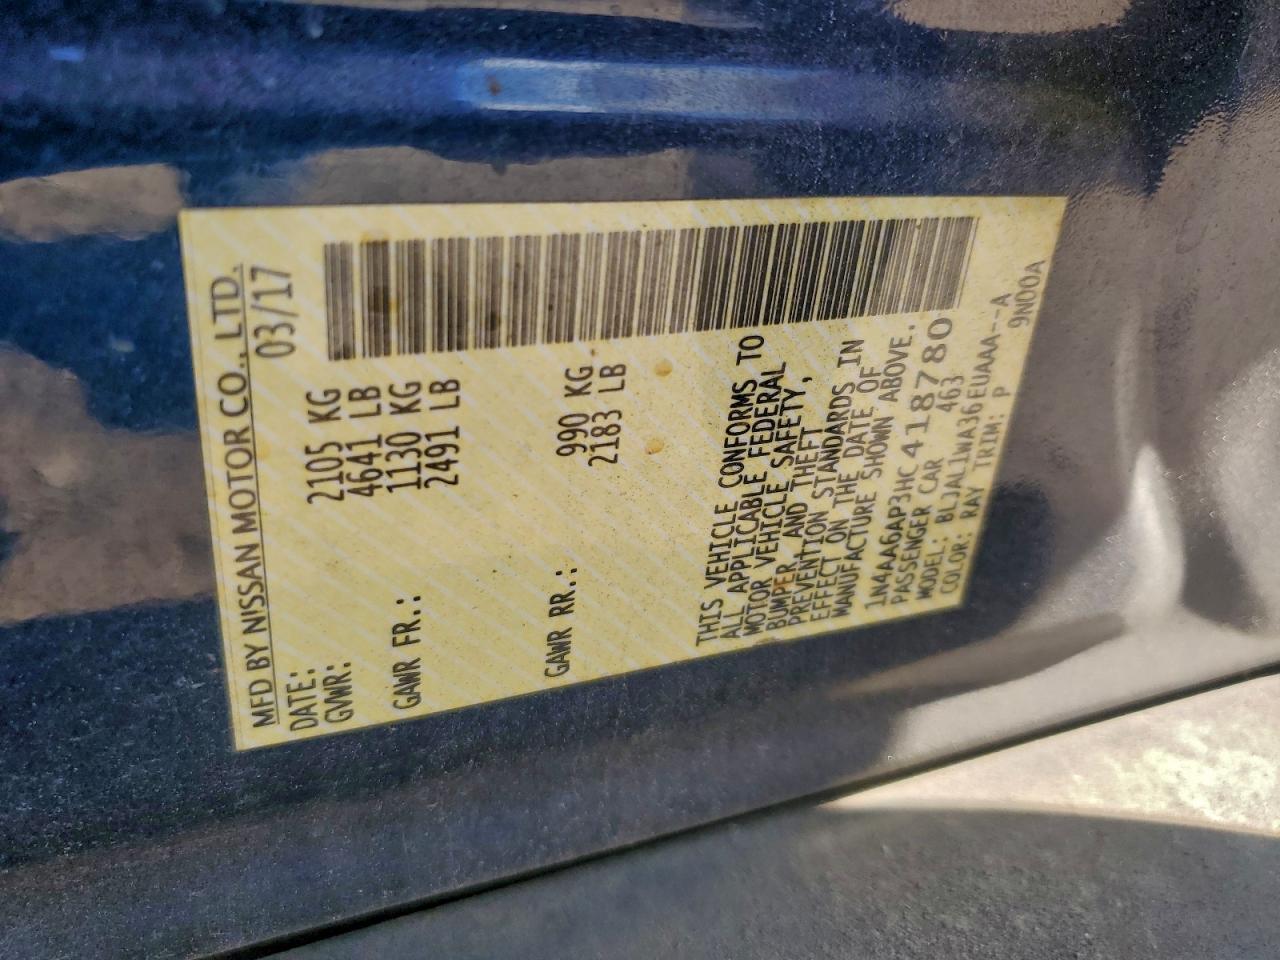 MFD BY NISSAN MOTOR CO., LTD.
DATE: 03/17
GVWR: 2105 KG
4641 LB
GAWR FR.: 1130 KG
2491 LB
GAWR RR.: 990 KG
2183 LB
THIS VEHICLE CONFORMS TO
ALL APPLICABLE FEDERAL
MOTOR VEHICLE SAFETY,
BUMPER, AND THEFT
PREVENTION STANDARDS IN
EFFECT ON THE DATE OF
MANUFACTURE SHOWN ABOVE.
1N4AA6AP3HC418780
PASSENGER CAR 463
MODEL: BLJALIWA36EUAAA--A
COLOR: RAY TRIM: P 9N00A